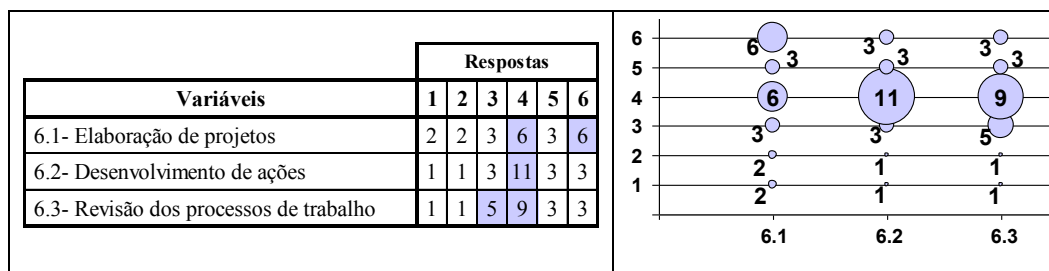 Respostas
Variáveis 1 2 3 4 5 6
6.1- Elaboração de projetos 2 2 3 6 3 6
6.2- Desenvolvimento de ações 1 1 3 11 3 3
6.3- Revisão dos processos de trabalho 1 1 5 9 3 3
6 6 3 3
5 3 3 3
4 6 11 9
3 3 3 5
2 2 1 1
1 2 1 1
6.1 6.2 6.3